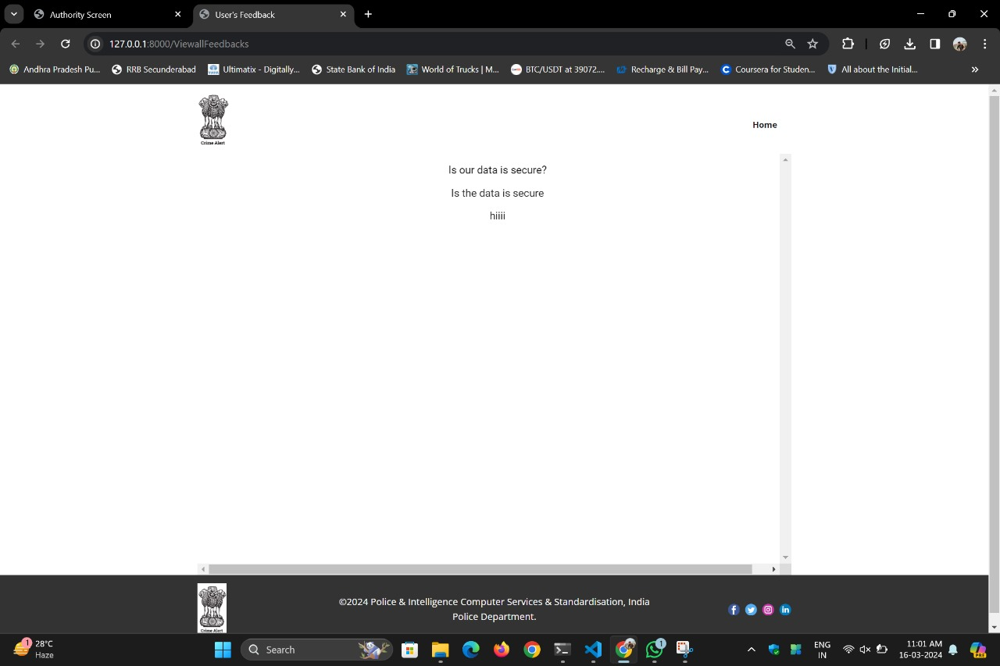 Authority Screen
User's Feedback
127.0.0.1:8000/ViewallFeedbacks
Andhra Pradesh Pu...
RRB Secunderabad
Ultimatix - Digitally...
State Bank of India
World of Trucks | M...
BTC/USDT at 39072....
Recharge & Bill Pay...
Coursera for Studen...
All about the Initial...
Crime Alert
Home
Is our data is secure?
Is the data is secure
hiiii
Crime Alert
©2024 Police & Intelligence Computer Services & Standardisation, India
Police Department.
1
28°C
Haze
Search
1
ENG
IN
11:01 AM
16-03-2024
PRE